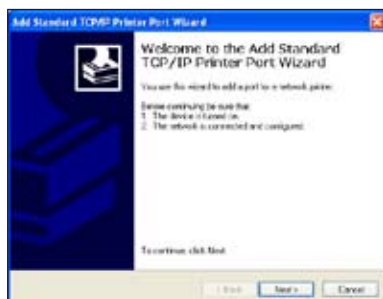 Add Standard TCP/IP Printer Port Wizard
Welcome to the Add Standard
TCP/IP Printer Port Wizard
You use this wizard to add a port for a network printer.
Before continuing be sure that:
1. The device is turned on.
2. The network is connected and configured.
To continue, click Next.
< Back
Next >
Cancel